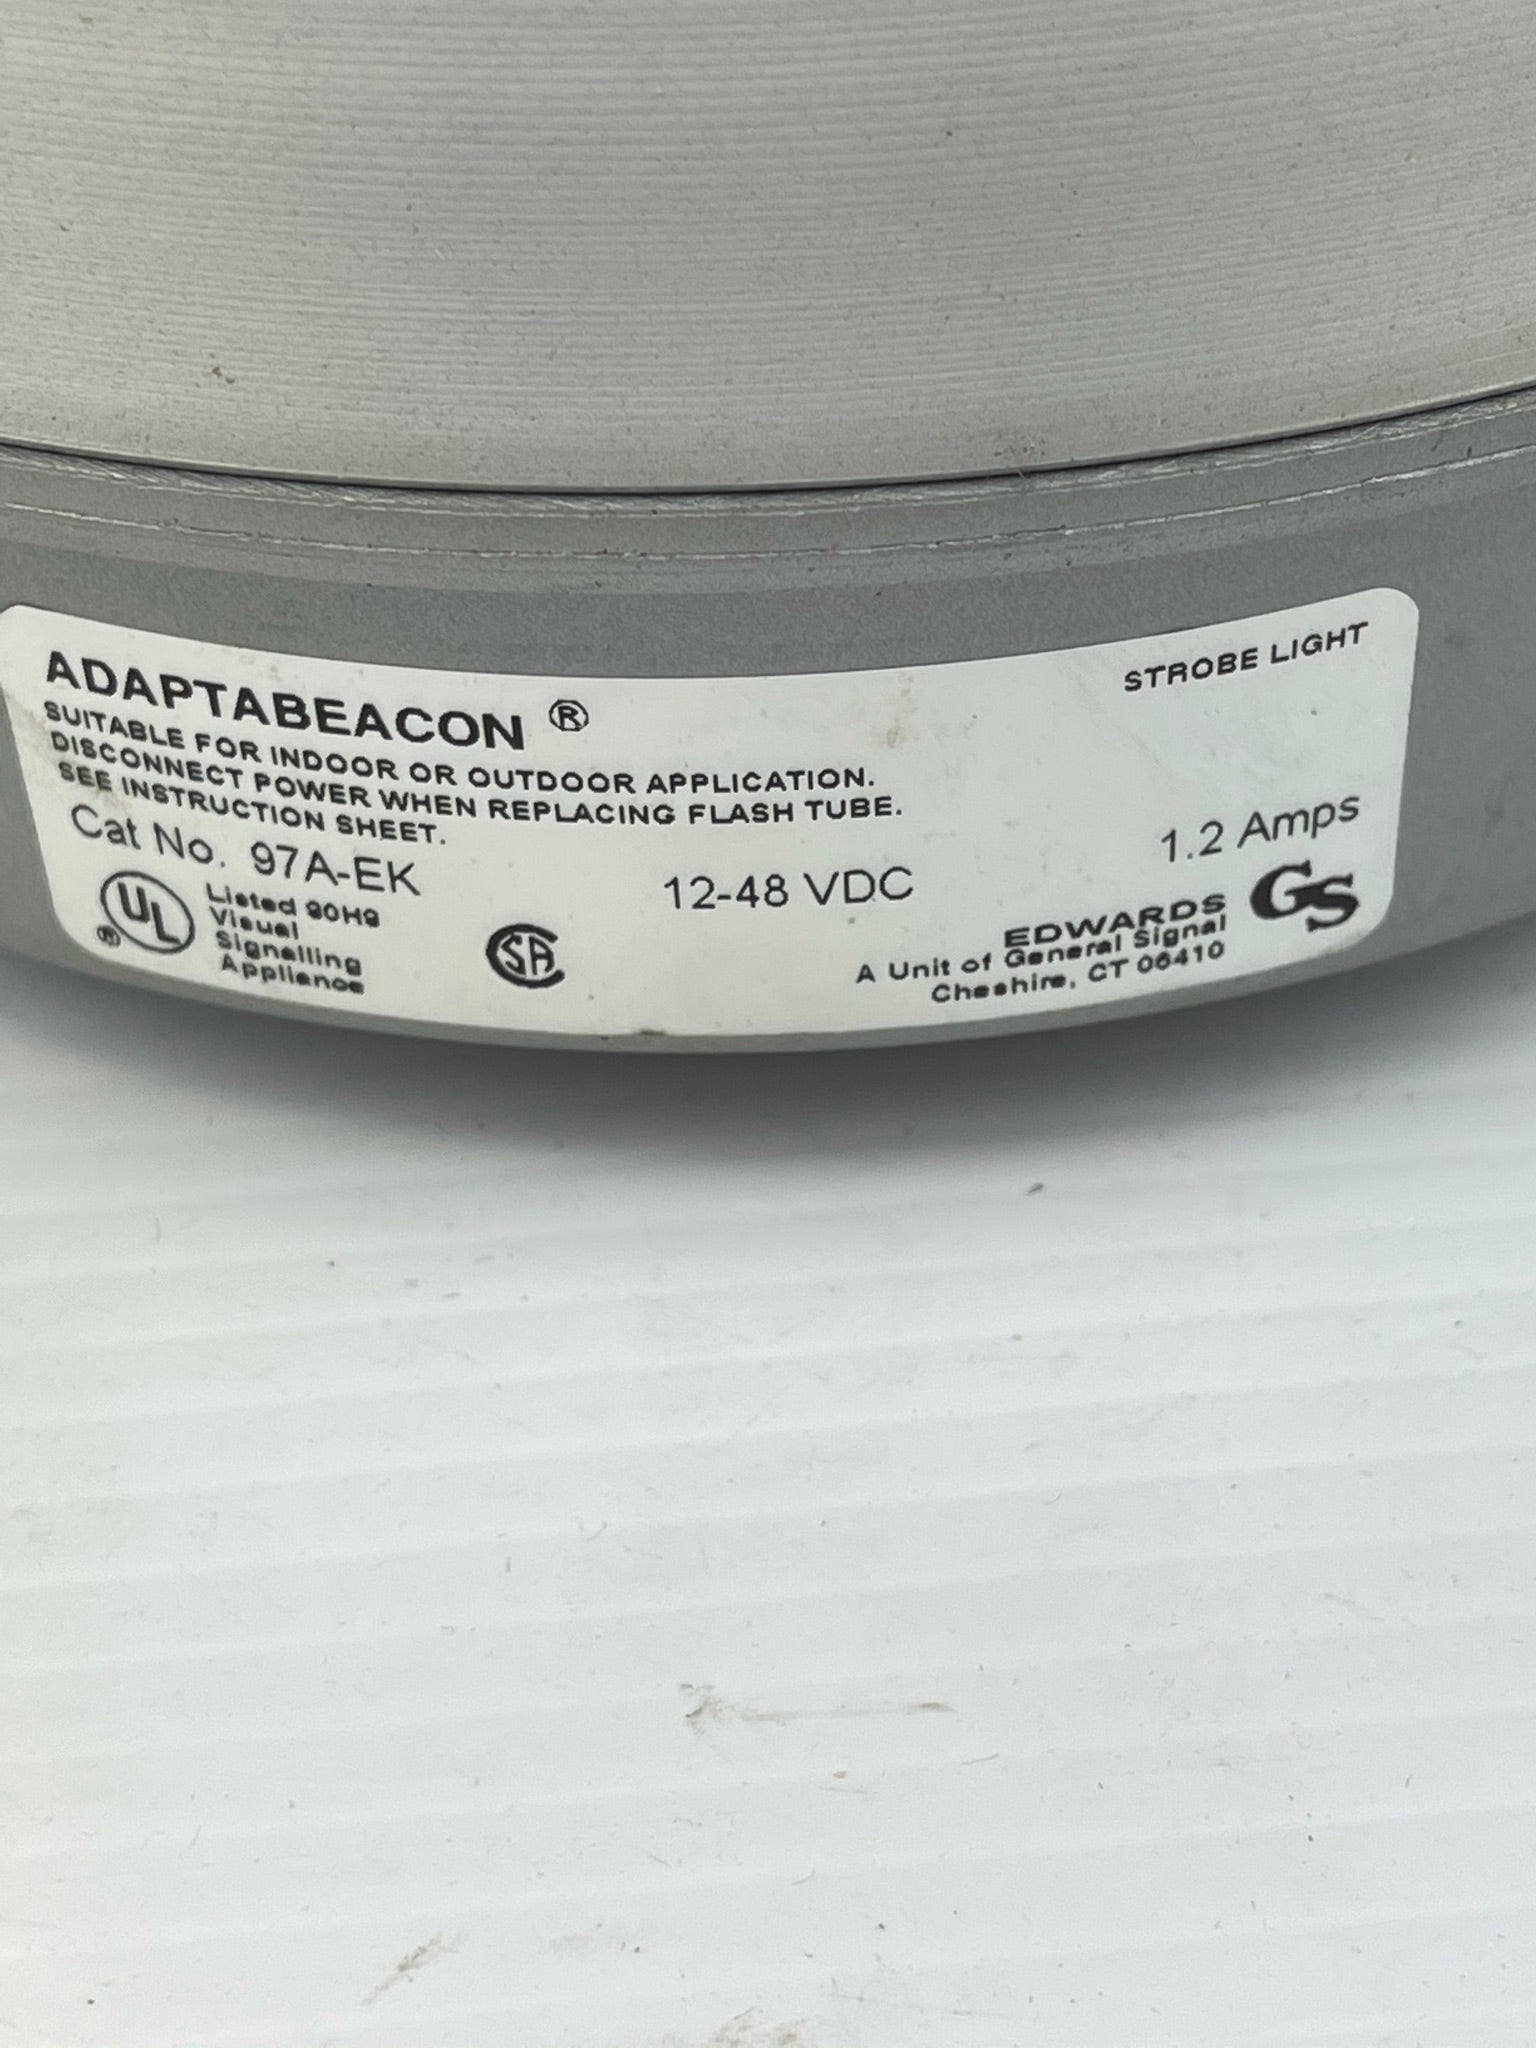 ADAPTABEACON ®
STROBE LIGHT
SUITABLE FOR INDOOR OR OUTDOOR APPLICATION.
DISCONNECT POWER WHEN REPLACING FLASH TUBE.
SEE INSTRUCTION SHEET.
Cat No. 97A-EK
12-48 VDC
1.2 Amps
UL ®
Listed 90H9
Visual
Signalling
Appliance
SA
EDWARDS
A Unit of General Signal
Cheshire, CT 06410
GS